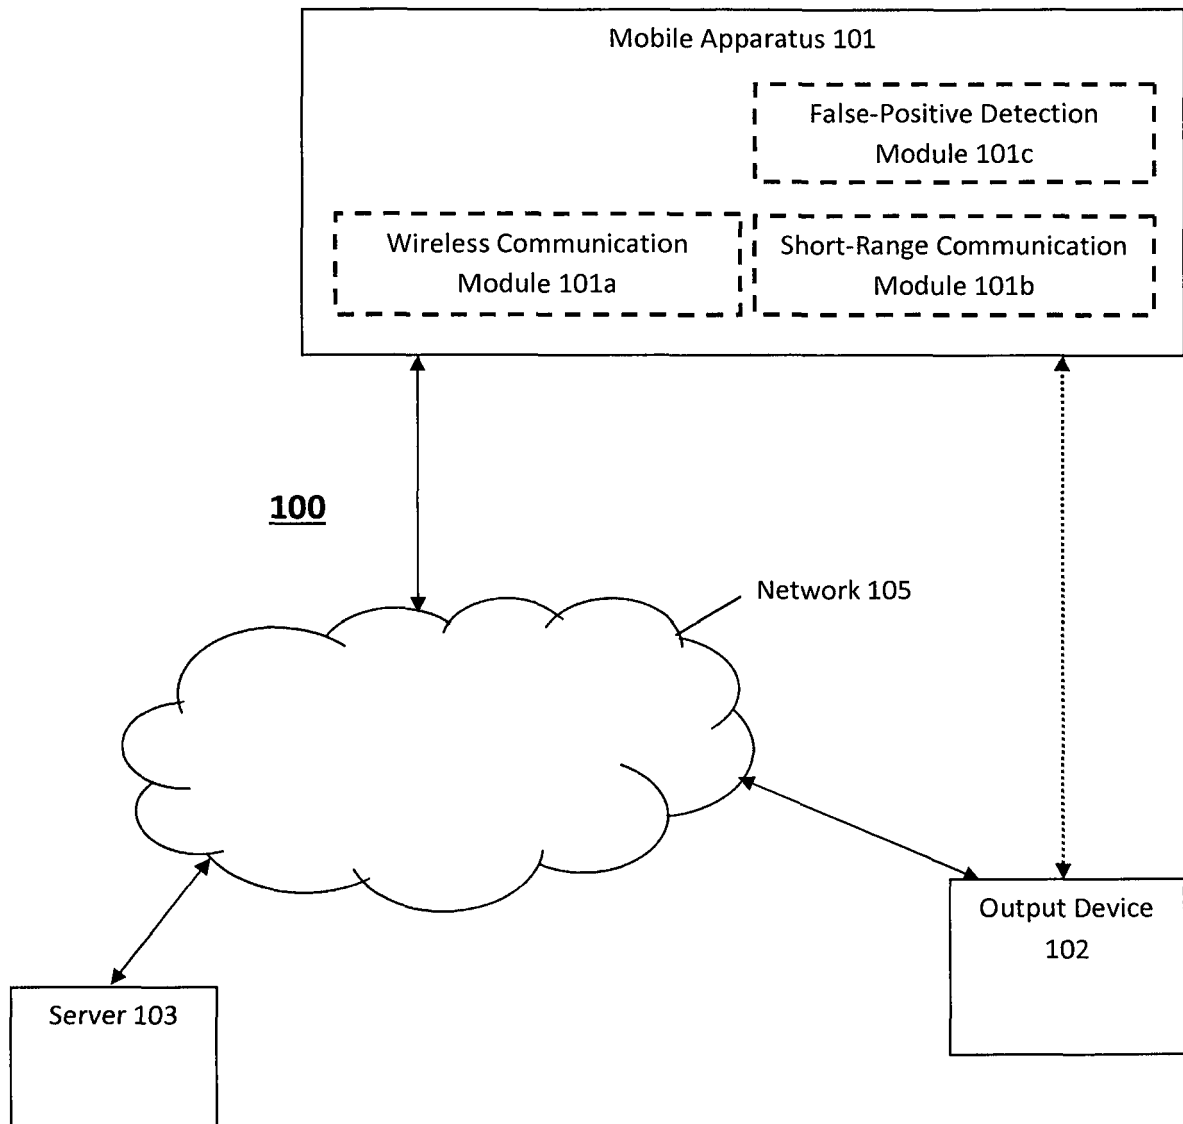 Mobile Apparatus 101
False-Positive Detection
Module 101c
Wireless Communication
Module 101a
Short-Range Communication
Module 101b
100
Network 105
Output Device
102
Server 103